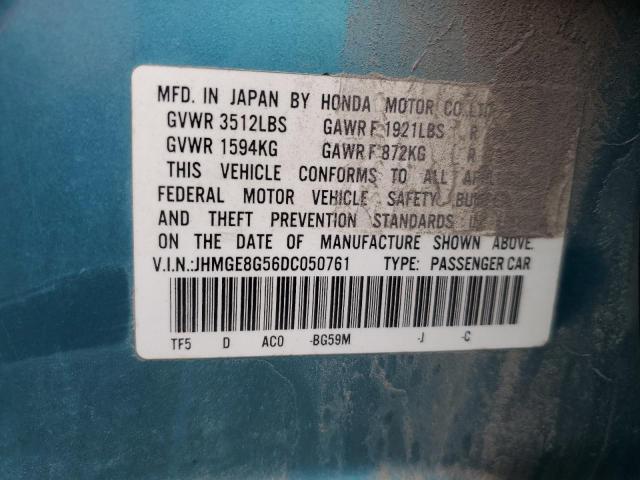 MFD. IN JAPAN BY HONDA MOTOR CO.,LTD
GVWR 3512LBS GAWR F 1921LBS R
GVWR 1594KG GAWR F 872KG R
THIS VEHICLE CONFORMS TO ALL
FEDERAL MOTOR VEHICLE SAFETY,
AND THEFT PREVENTION STANDARDS
ON THE DATE OF MANUFACTURE SHOWN ABOVE.
V.I.N.:JHMGE8G56DC050761 TYPE: PASSENGER CAR
TF5 D AC0 -BG59M -J -C